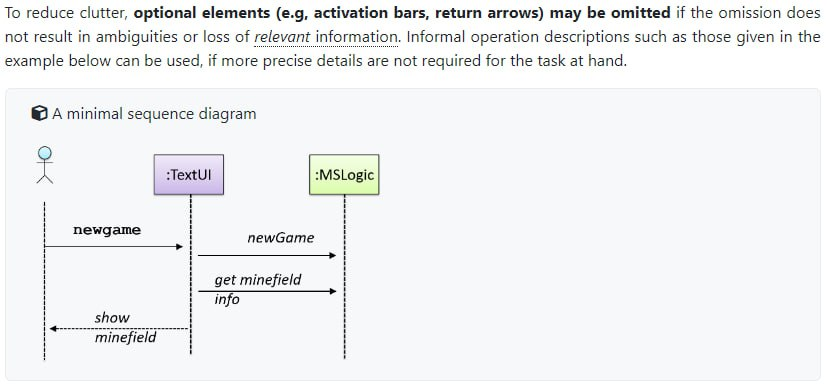 To reduce clutter, optional elements (e.g, activation bars, return arrows) may be omitted if the omission does
not result in ambiguities or loss of relevant information. Informal operation descriptions such as those given in the
example below can be used, if more precise details are not required for the task at hand.
A minimal sequence diagram
:TextUI
:MSLogic
newgame
newGame
get minefield
info
show
minefield